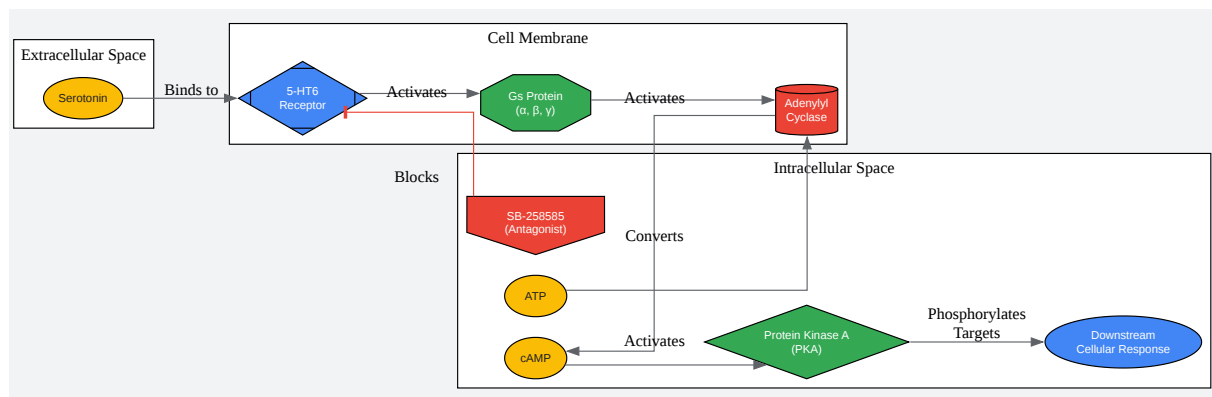 Cell Membrane
Extracellular Space
Serotonin
Binds to
5-HT6
Receptor
Activates
Gs Protein
(α, β, γ)
Activates
Adenylyl
Cyclase
Intracellular Space
Blocks
SB-258585
(Antagonist)
Converts
ATP
cAMP
Activates
Protein Kinase A
(PKA)
Phosphorylates
Targets
Downstream
Cellular Response